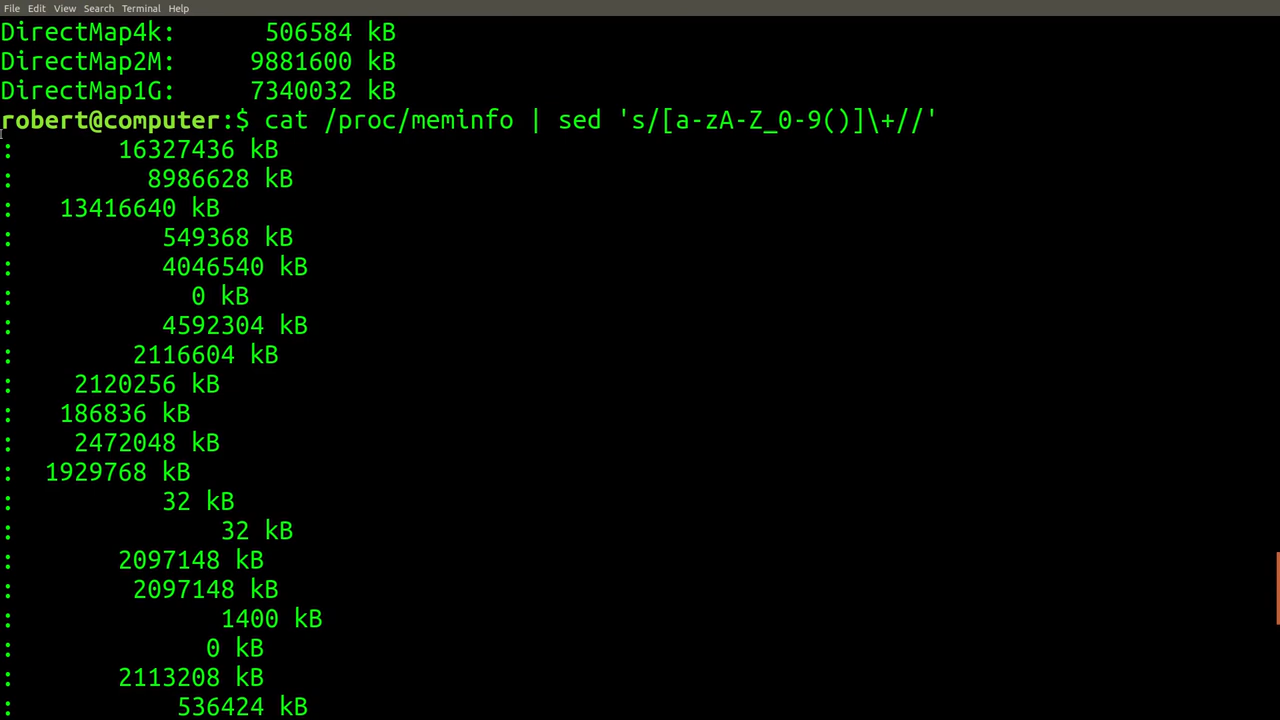 File Edit View Search Terminal Help
DirectMap4k:      506584 kB
DirectMap2M:     9881600 kB
DirectMap1G:     7340032 kB
robert@computer:$ cat /proc/meminfo | sed 's/[a-zA-Z_0-9()]\+//'
:       16327436 kB
:         8986628 kB
:   13416640 kB
:          549368 kB
:          4046540 kB
:            0 kB
:          4592304 kB
:        2116604 kB
:    2120256 kB
:   186836 kB
:    2472048 kB
:  1929768 kB
:          32 kB
:              32 kB
:       2097148 kB
:        2097148 kB
:              1400 kB
:             0 kB
:       2113208 kB
:           536424 kB